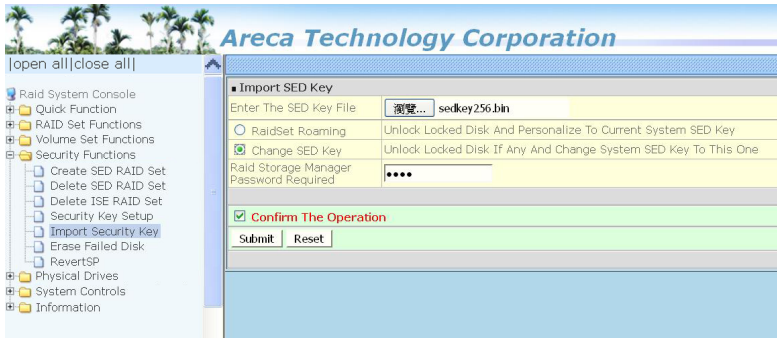 Areca Technology Corporation
|open all|close all|
Raid System Console
Quick Function
RAID Set Functions
Volume Set Functions
Security Functions
Create SED RAID Set
Delete SED RAID Set
Delete ISE RAID Set
Security Key Setup
Import Security Key
Erase Failed Disk
RevertSP
Physical Drives
System Controls
Information
Import SED Key
Enter The SED Key File 瀏覽... sedkey256.bin
RaidSet Roaming Unlock Locked Disk And Personalize To Current System SED Key
Change SED Key Unlock Locked Disk If Any And Change System SED Key To This One
Raid Storage Manager
Password Required ••••
Confirm The Operation
Submit Reset